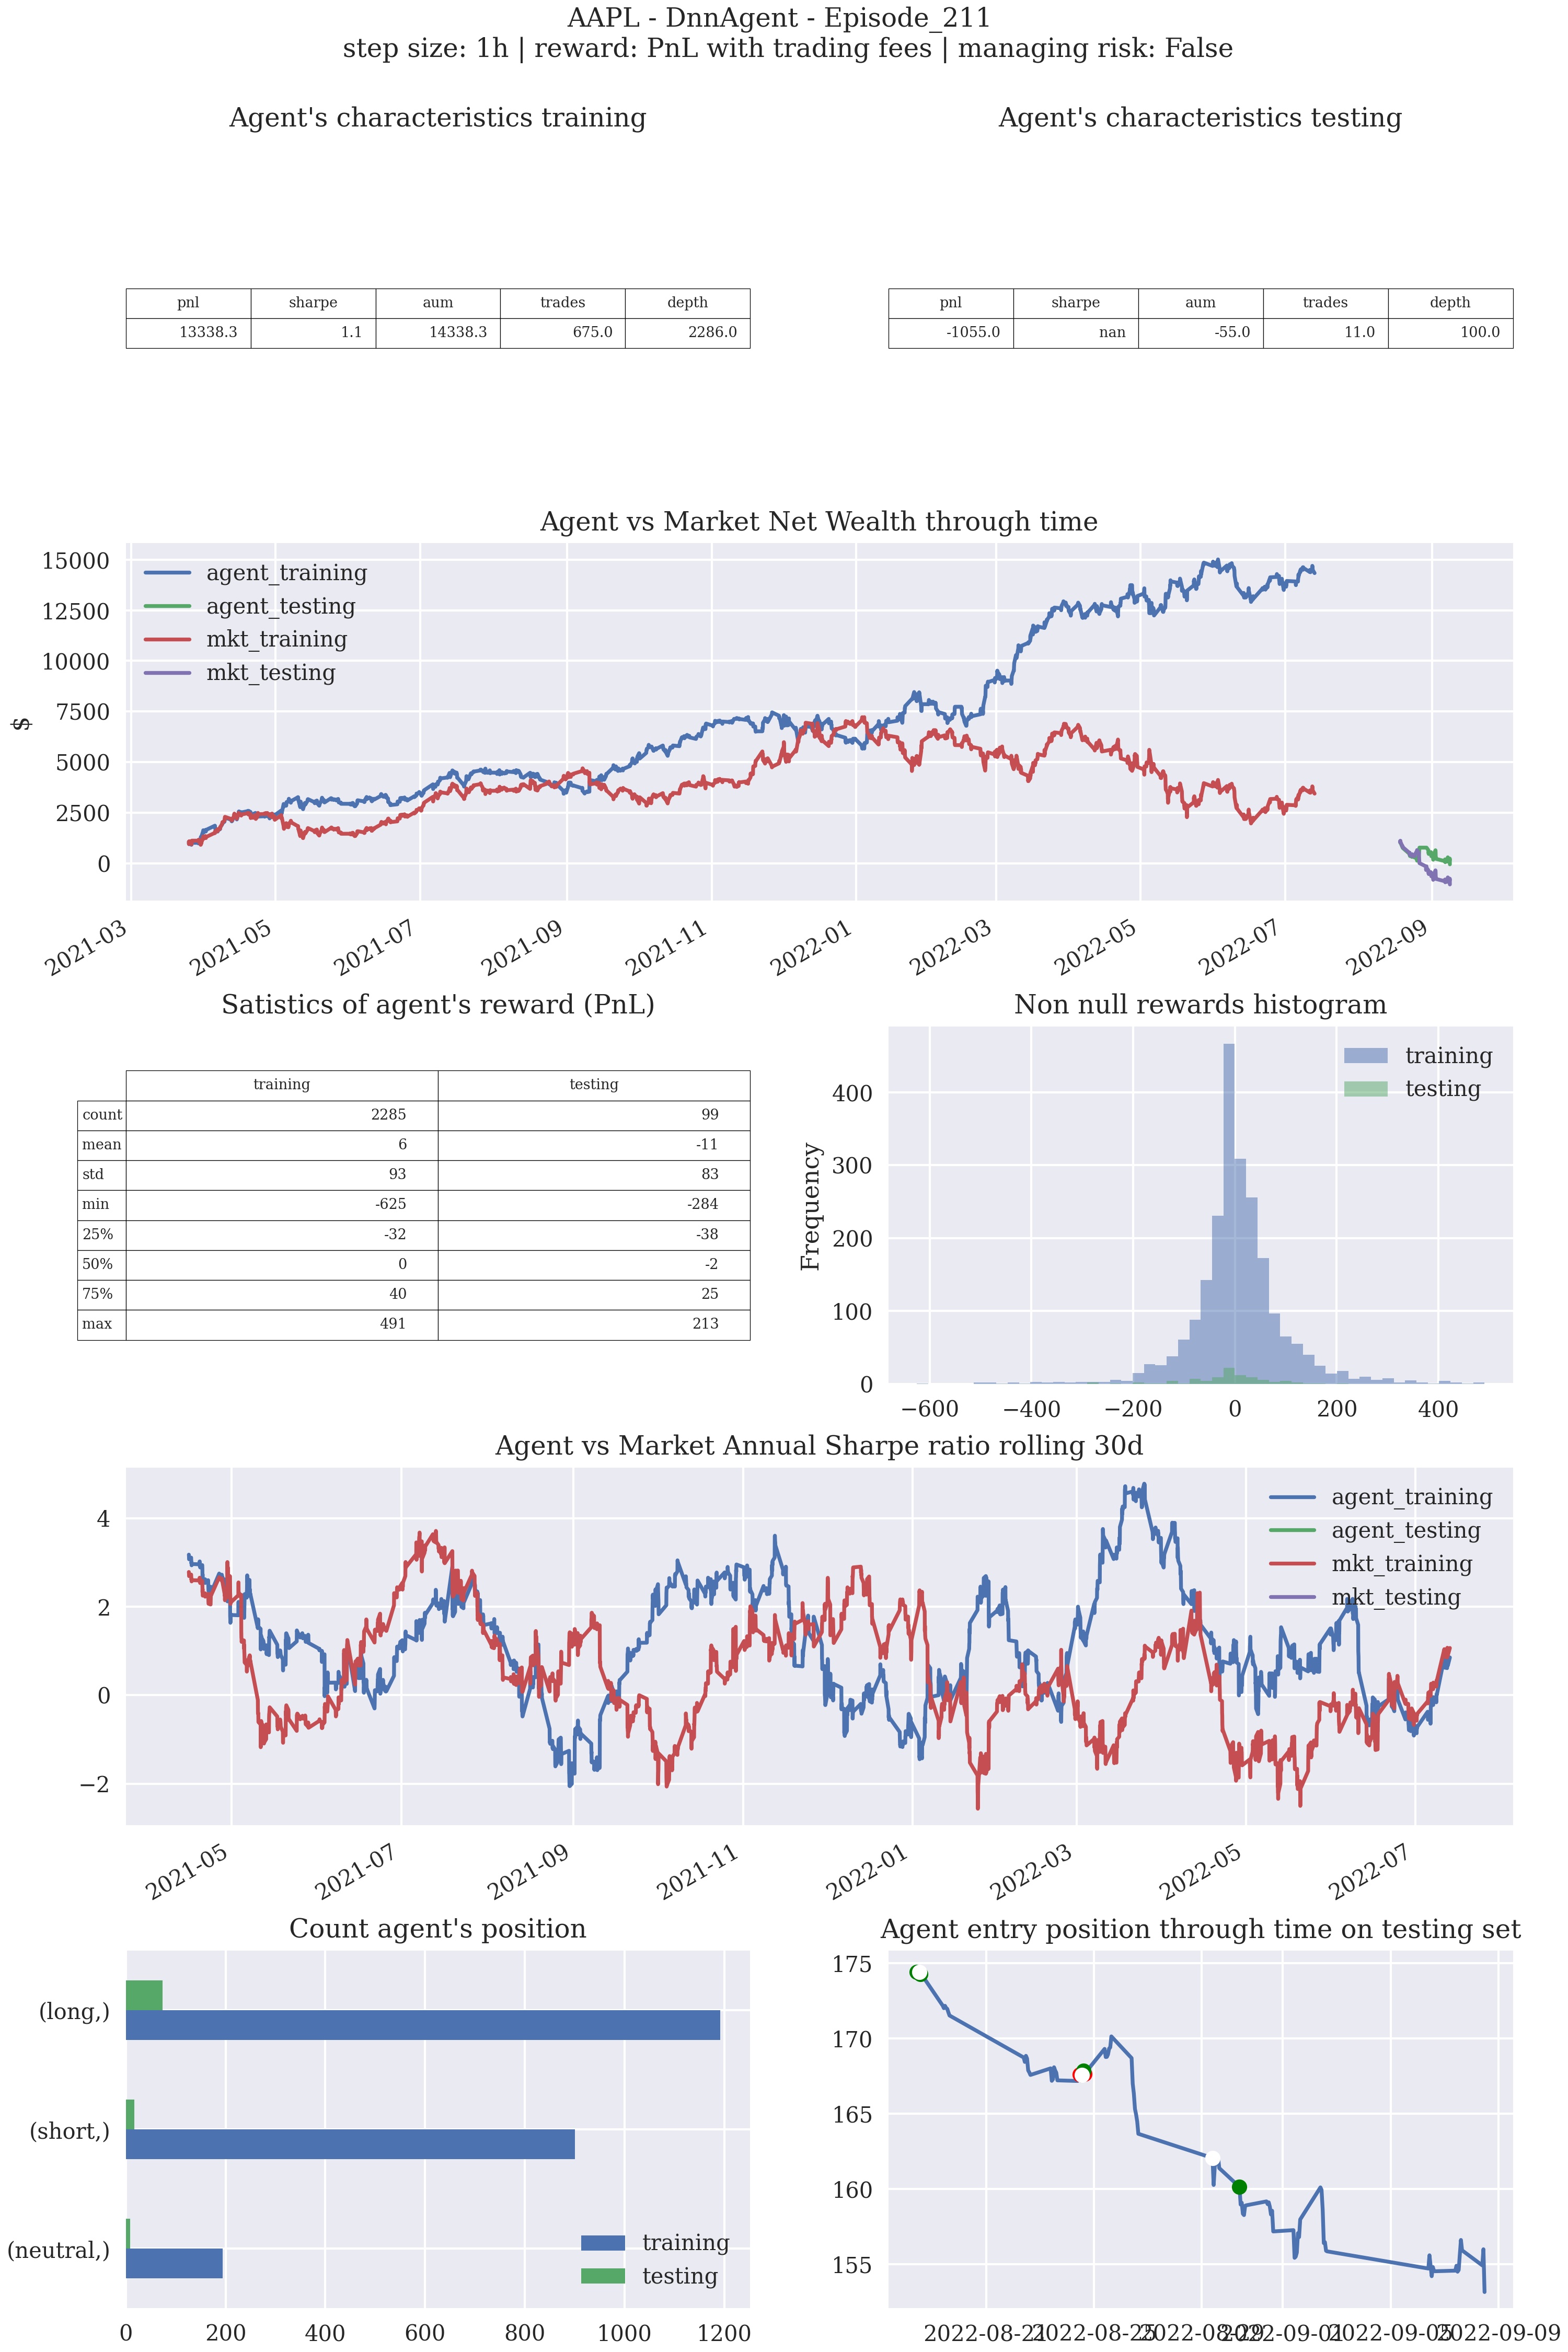 AAPL - DnnAgent - Episode_211
step size: 1h | reward: PnL with trading fees | managing risk: False
Agent's characteristics training
pnl sharpe aum trades depth
13338.3 1.1 14338.3 675.0 2286.0
Agent's characteristics testing
pnl sharpe aum trades depth
-1055.0 nan -55.0 11.0 100.0
Agent vs Market Net Wealth through time
agent_training
agent_testing
mkt_training
mkt_testing
$
15000
12500
10000
7500
5000
2500
0
2021-03 2021-05 2021-07 2021-09 2021-11 2022-01 2022-03 2022-05 2022-07 2022-09
Satistics of agent's reward (PnL)
training testing
count 2285 99
mean 6 -11
std 93 83
min -625 -284
25% -32 -38
50% 0 -2
75% 40 25
max 491 213
Non null rewards histogram
training
testing
Frequency
400
300
200
100
0
−600 −400 −200 0 200 400
Agent vs Market Annual Sharpe ratio rolling 30d
agent_training
agent_testing
mkt_training
mkt_testing
4
2
0
−2
2021-05 2021-07 2021-09 2021-11 2022-01 2022-03 2022-05 2022-07
Count agent's position
(long,)
(short,)
(neutral,)
training
testing
0 200 400 600 800 1000 1200
Agent entry position through time on testing set
175
170
165
160
155
2022-08-21 2022-08-25 2022-08-29 2022-09-01 2022-09-05 2022-09-09